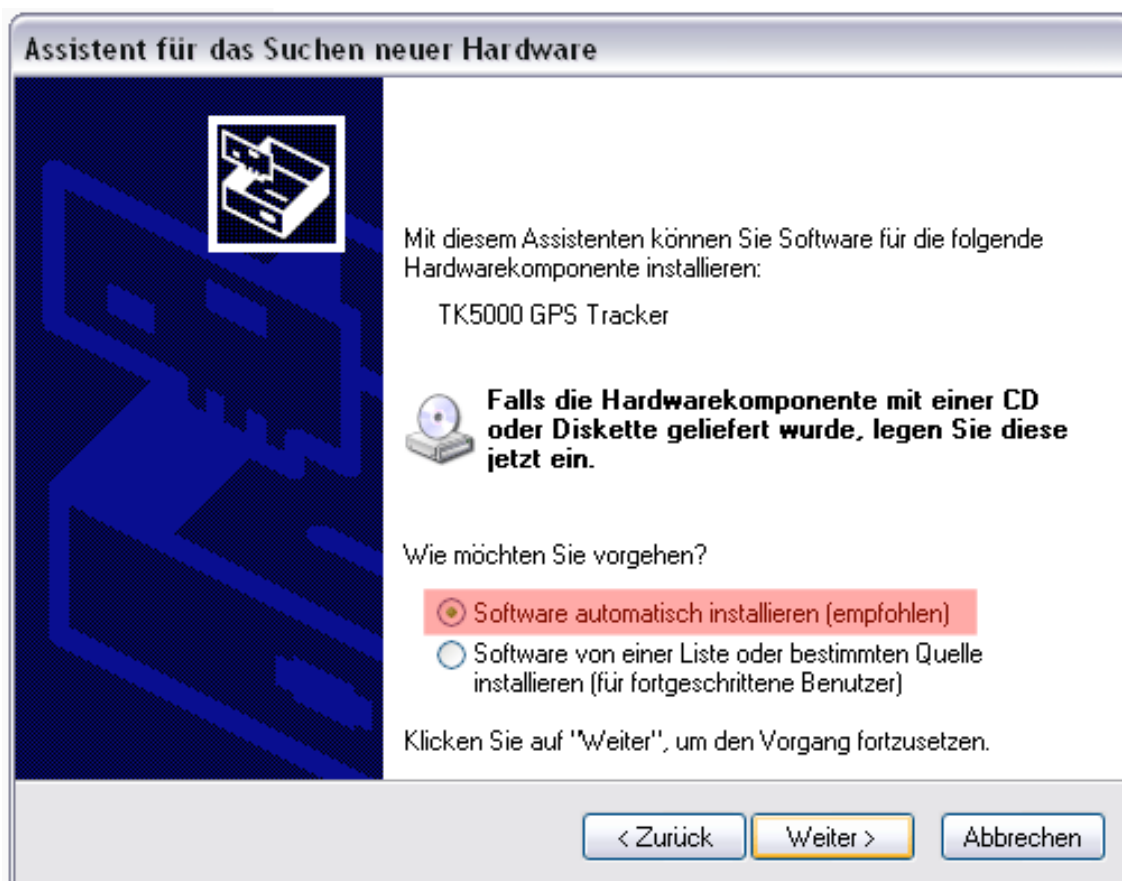 Assistent für das Suchen neuer Hardware
Mit diesem Assistenten können Sie Software für die folgende
Hardwarekomponente installieren:
TK5000 GPS Tracker
Falls die Hardwarekomponente mit einer CD
oder Diskette geliefert wurde, legen Sie diese
jetzt ein.
Wie möchten Sie vorgehen?
Software automatisch installieren (empfohlen)
Software von einer Liste oder bestimmten Quelle
installieren (für fortgeschrittene Benutzer)
Klicken Sie auf "Weiter", um den Vorgang fortzusetzen.
< Zurück Weiter > Abbrechen